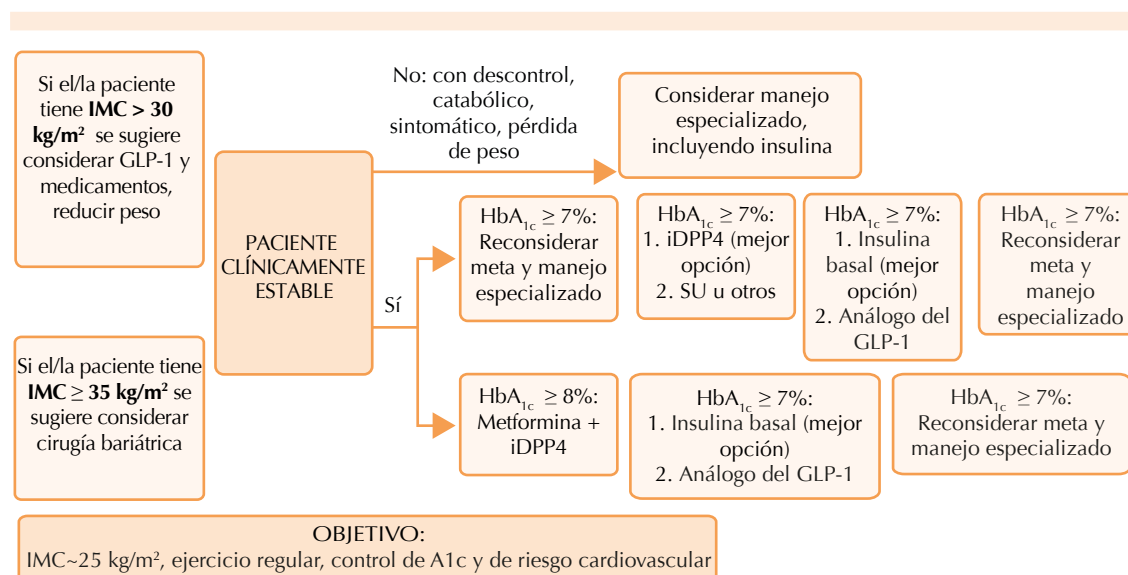 Si el/la paciente
tiene IMC > 30
kg/m² se sugiere
considerar GLP-1 y
medicamentos,
reducir peso
Si el/la paciente tiene
IMC ≥ 35 kg/m² se
sugiere considerar
cirugía bariátrica
PACIENTE
CLÍNICAMENTE
ESTABLE
No: con descontrol,
catabólico,
sintomático, pérdida
de peso
Considerar manejo
especializado,
incluyendo insulina
Sí
HbA1c ≥ 7%:
Reconsiderar
meta y manejo
especializado
HbA1c ≥ 7%:
1. iDPP4 (mejor
opción)
2. SU u otros
HbA1c ≥ 7%:
1. Insulina
basal (mejor
opción)
2. Análogo del
GLP-1
HbA1c ≥ 7%:
Reconsiderar
meta y
manejo
especializado
HbA1c ≥ 8%:
Metformina +
iDPP4
HbA1c ≥ 7%:
1. Insulina basal (mejor
opción)
2. Análogo del GLP-1
HbA1c ≥ 7%:
Reconsiderar meta y
manejo especializado
OBJETIVO:
IMC~25 kg/m², ejercicio regular, control de A1c y de riesgo cardiovascular